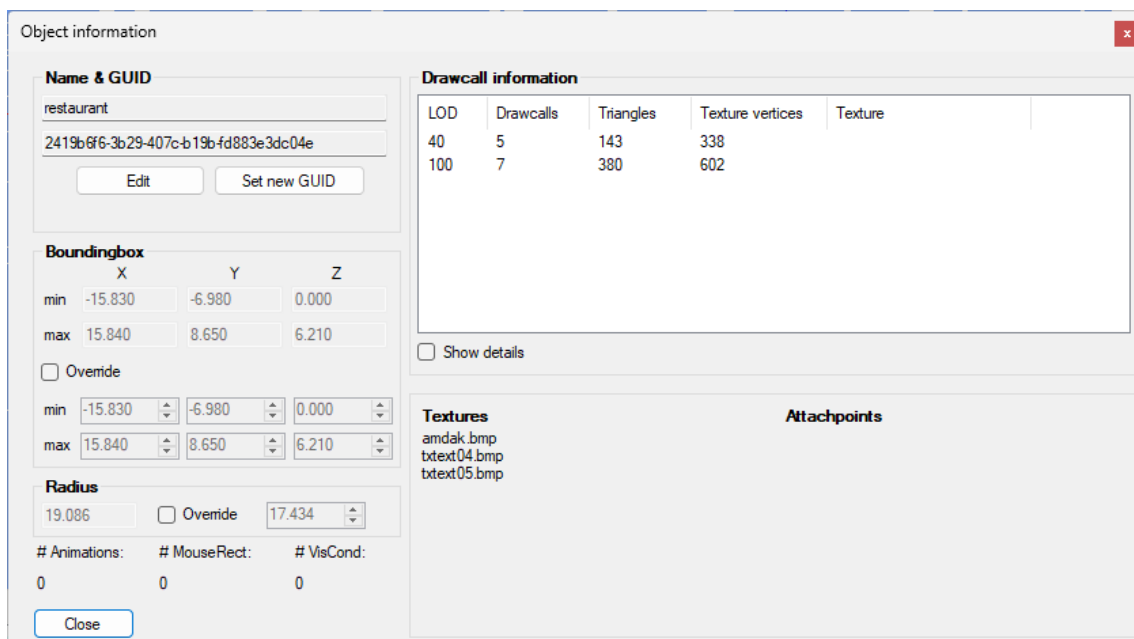 Object information
x
Name & GUID
restaurant
2419b6f6-3b29-407c-b19b-fd883e3dc04e
Edit Set new GUID
Boundingbox
X Y Z
min -15.830 -6.980 0.000
max 15.840 8.650 6.210
Override
min -15.830 -6.980 0.000
max 15.840 8.650 6.210
Radius
19.086 Override 17.434
# Animations: # MouseRect: # VisCond:
0 0 0
Close
Drawcall information
LOD Drawcalls Triangles Texture vertices Texture
40 5 143 338
100 7 380 602
Show details
Textures Attachpoints
amdak.bmp
txtext04.bmp
txtext05.bmp